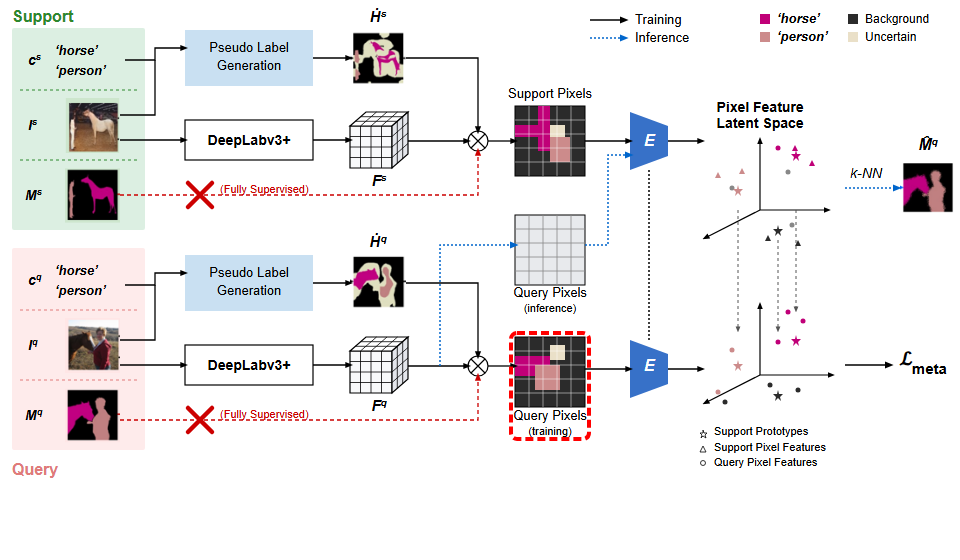 Support
Training
Inference
'horse'
'person'
Background
Uncertain
cˢ 'horse'
'person'
Iˢ
Mˢ
Pseudo Label
Generation
Ḣˢ
DeepLabv3+
Fˢ
(Fully Supervised)
Support Pixels
E
Pixel Feature
Latent Space
k-NN
M̂q
Query Pixels
(inference)
c�q 'horse'
'person'
Iq
Mq
Pseudo Label
Generation
Ḣq
DeepLabv3+
Fq
(Fully Supervised)
Query Pixels
(training)
E
ℒmeta
Support Prototypes
Support Pixel Features
Query Pixel Features
Query